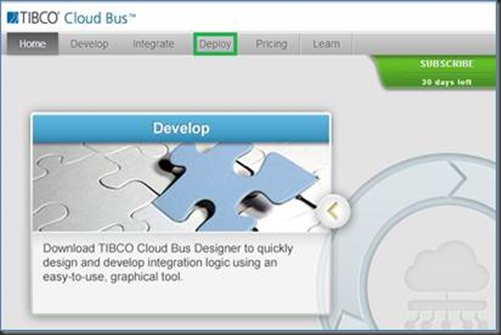 TIBCO® Cloud Bus™
Home Develop Integrate Deploy Pricing Learn
SUBSCRIBE
30 days left
Develop
Download TIBCO Cloud Bus Designer to quickly
design and develop integration logic using an
easy-to-use, graphical tool.